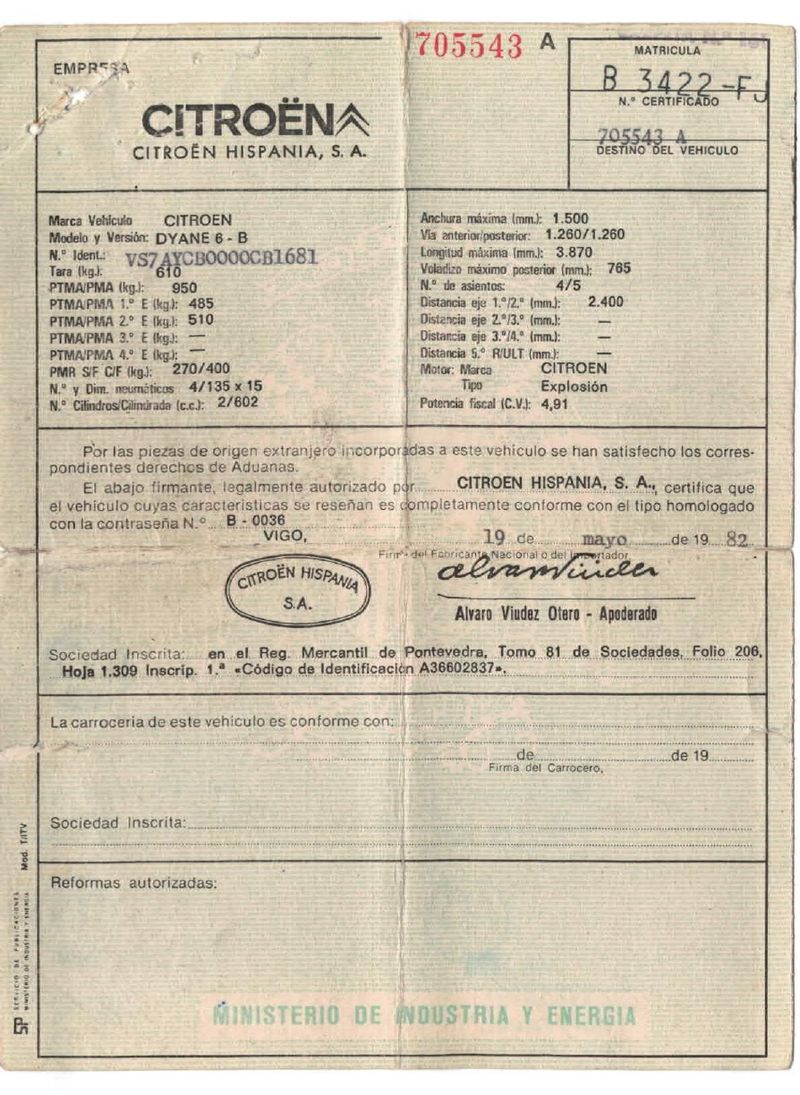 EMPRESA
705543 A
MATRICULA
B 3422-FJ
CITROËN
N.º CERTIFICADO
CITROËN HISPANIA, S. A.
705543 A
DESTINO DEL VEHICULO
Marca Vehículo CITROEN
Modelo y Versión: DYANE 6 - B
N.º Ident.: VS7AYCB0000CB1681
Tara (kg.): 610
PTMA/PMA (kg.): 950
PTMA/PMA 1.º E (kg.): 485
PTMA/PMA 2.º E (kg.): 510
PTMA/PMA 3.º E (kg.): —
PTMA/PMA 4.º E (kg.): —
PMR S/F C/F (kg.): 270/400
N.º y Dim. neumáticos 4/135 x 15
N.º Cilindros/Cilindrada (c.c.): 2/602
Anchura máxima (mm.): 1.500
Vía anterior/posterior: 1.260/1.260
Longitud máxima (mm.): 3.870
Voladizo máximo posterior (mm.): 765
N.º de asientos: 4/5
Distancia eje 1.º/2.º (mm.): 2.400
Distancia eje 2.º/3.º (mm.): —
Distancia eje 3.º/4.º (mm.): —
Distancia 5.º R/ULT (mm.): —
Motor: Marca CITROEN
Tipo Explosión
Potencia fiscal (C.V.): 4,91
Por las piezas de origen extranjero incorporadas a este vehículo se han satisfecho los corres-
pondientes derechos de Aduanas.
El abajo firmante, legalmente autorizado por CITROEN HISPANIA, S. A., certifica que
el vehículo cuyas características se reseñan es completamente conforme con el tipo homologado
con la contraseña N.º B - 0036
VIGO, 19 de mayo de 19 82
Firma del Fabricante Nacional o del Importador
CITROËN HISPANIA
S.A.
Alvaro Viudez Otero - Apoderado
Sociedad Inscrita: en el Reg. Mercantil de Pontevedra, Tomo 81 de Sociedades, Folio 206,
Hoja 1.309 Inscrip. 1.ª «Código de Identificación A36602837».
La carrocería de este vehículo es conforme con:
de de 19
Firma del Carrocero,
Sociedad Inscrita:
Reformas autorizadas:
Mod. T/ITV
SERVICIO DE PUBLICACIONES
MINISTERIO DE INDUSTRIA Y ENERGIA
MINISTERIO DE INDUSTRIA Y ENERGIA